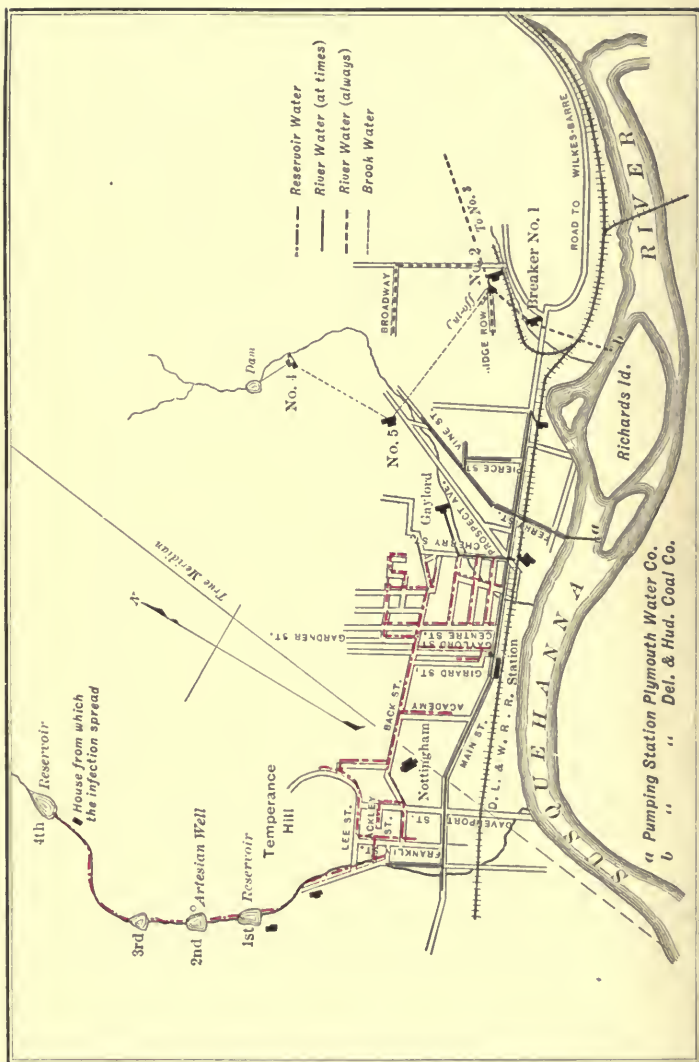 Reservoir Water
River Water (at times)
River Water (always)
Brook Water
4th Reservoir
House from which
the infection spread
3rd
2nd
Artesian Well
1st
Reservoir
Temperance
Hill
N
True Meridian
Dam
No. 4
No. 5
BROADWAY
Cut-off
No. 2
To No. 3
RIDGE ROW
Breaker No. 1
ROAD TO WILKES-BARRE
VINE ST.
PIERCE ST
PROSPECT AVE.
FERRY ST.
Gaylord
CHERRY S
GARDNER ST.
CENTRE ST.
GAYLORD ST
GIRARD ST.
BACK ST.
ACADEMY
Nottingham
MAIN ST.
D. L. & W. R. R. Station
LEE ST.
ACKLEY
ST.
FRANKLIN
T.
DAVENPORT
ST.
SUSQUEHANNA
RIVER
Richards Id.
a
b
a Pumping Station Plymouth Water Co.
b " " Del. & Hud. Coal Co.